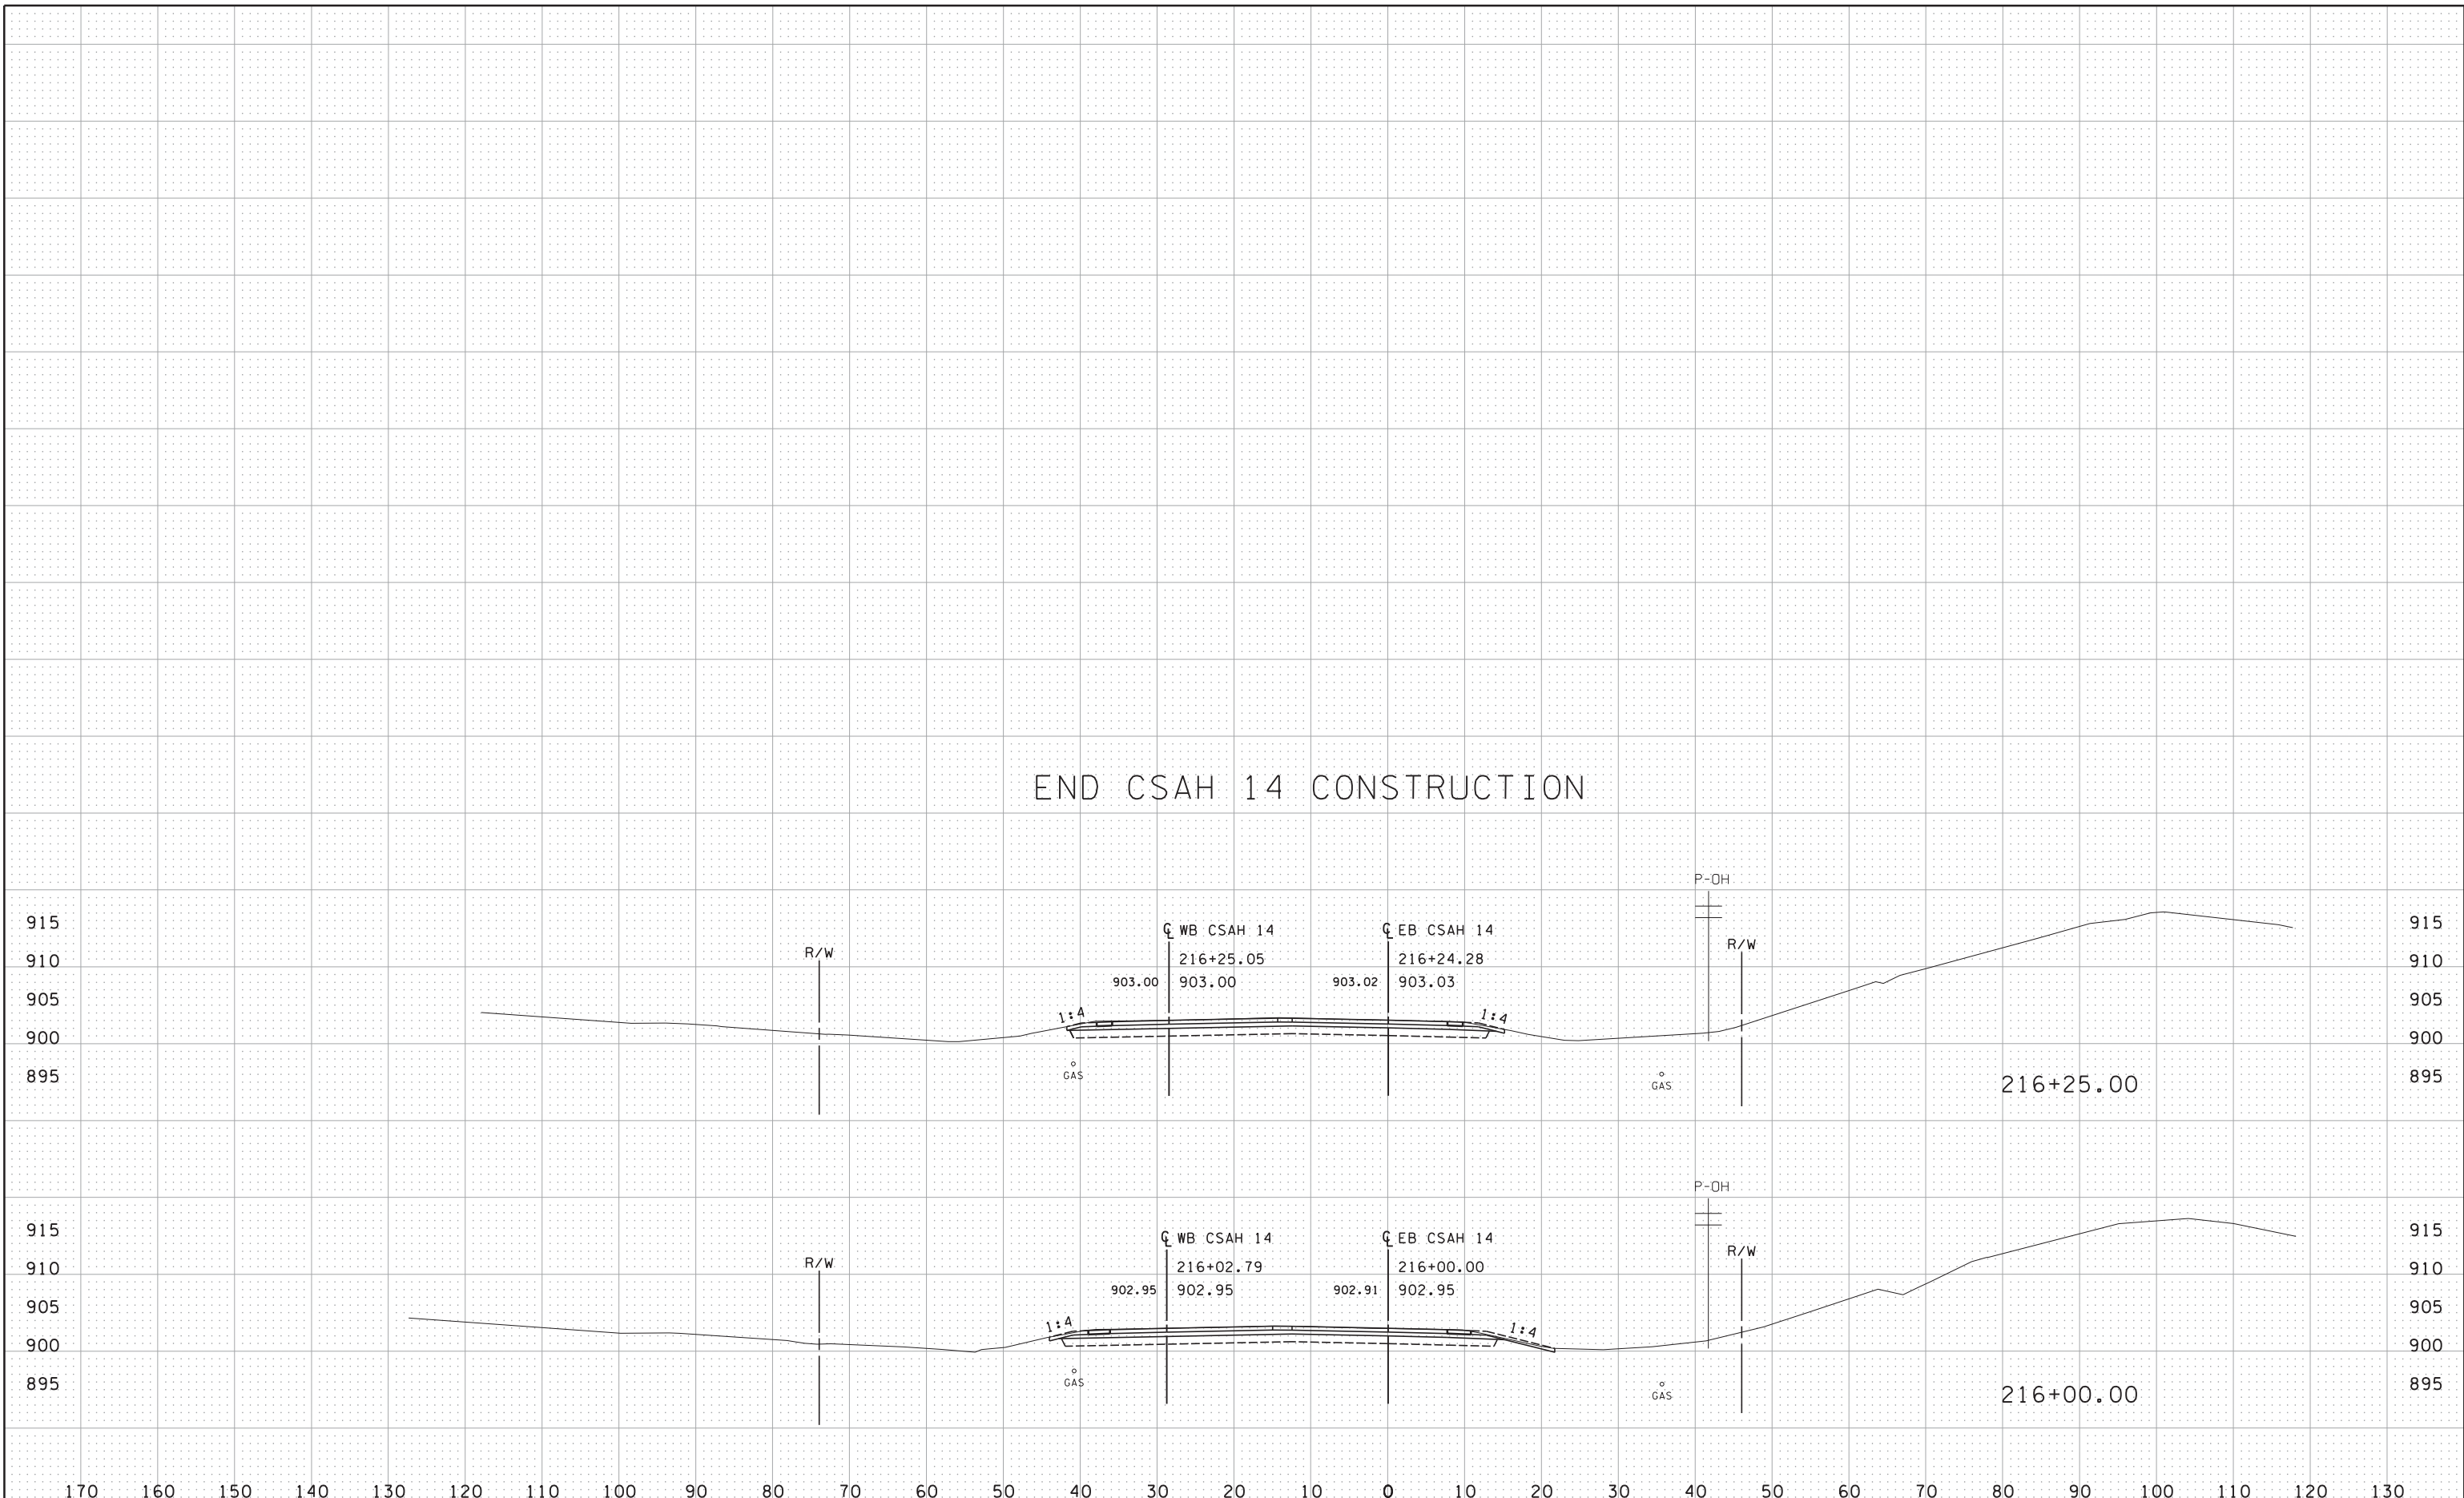 END CSAH 14 CONSTRUCTION
P-OH
915 ℄ WB CSAH 14 ℄ EB CSAH 14 915
R/W R/W
910 216+25.05 216+24.28 910
903.00 903.00 903.02 903.03
905 1:4 1:4 905
900 900
GAS GAS
895 216+25.00 895
P-OH
915 ℄ WB CSAH 14 ℄ EB CSAH 14 915
R/W R/W
910 216+02.79 216+00.00 910
902.95 902.95 902.91 902.95
905 1:4 1:4 905
900 900
GAS GAS
895 216+00.00 895
170 160 150 140 130 120 110 100 90 80 70 60 50 40 30 20 10 0 10 20 30 40 50 60 70 80 90 100 110 120 130